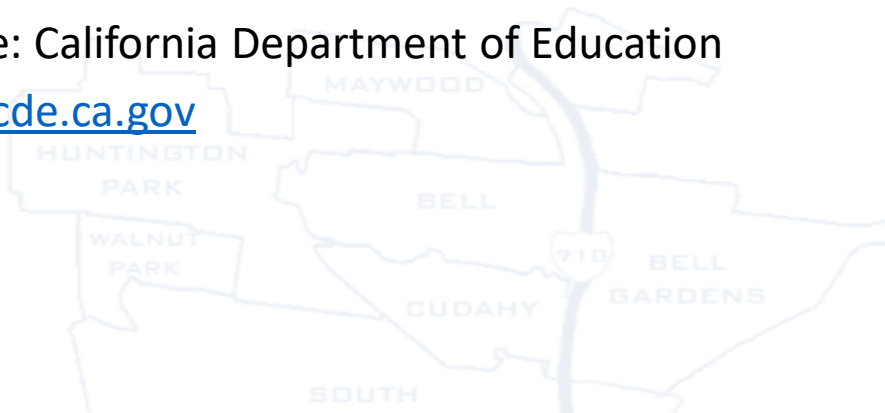 e: California Department of Education
cde.ca.gov
MAYWOOD
HUNTINGTON
PARK
BELL
WALNUT
PARK
710
BELL
GARDENS
CUDAHY
SOUTH